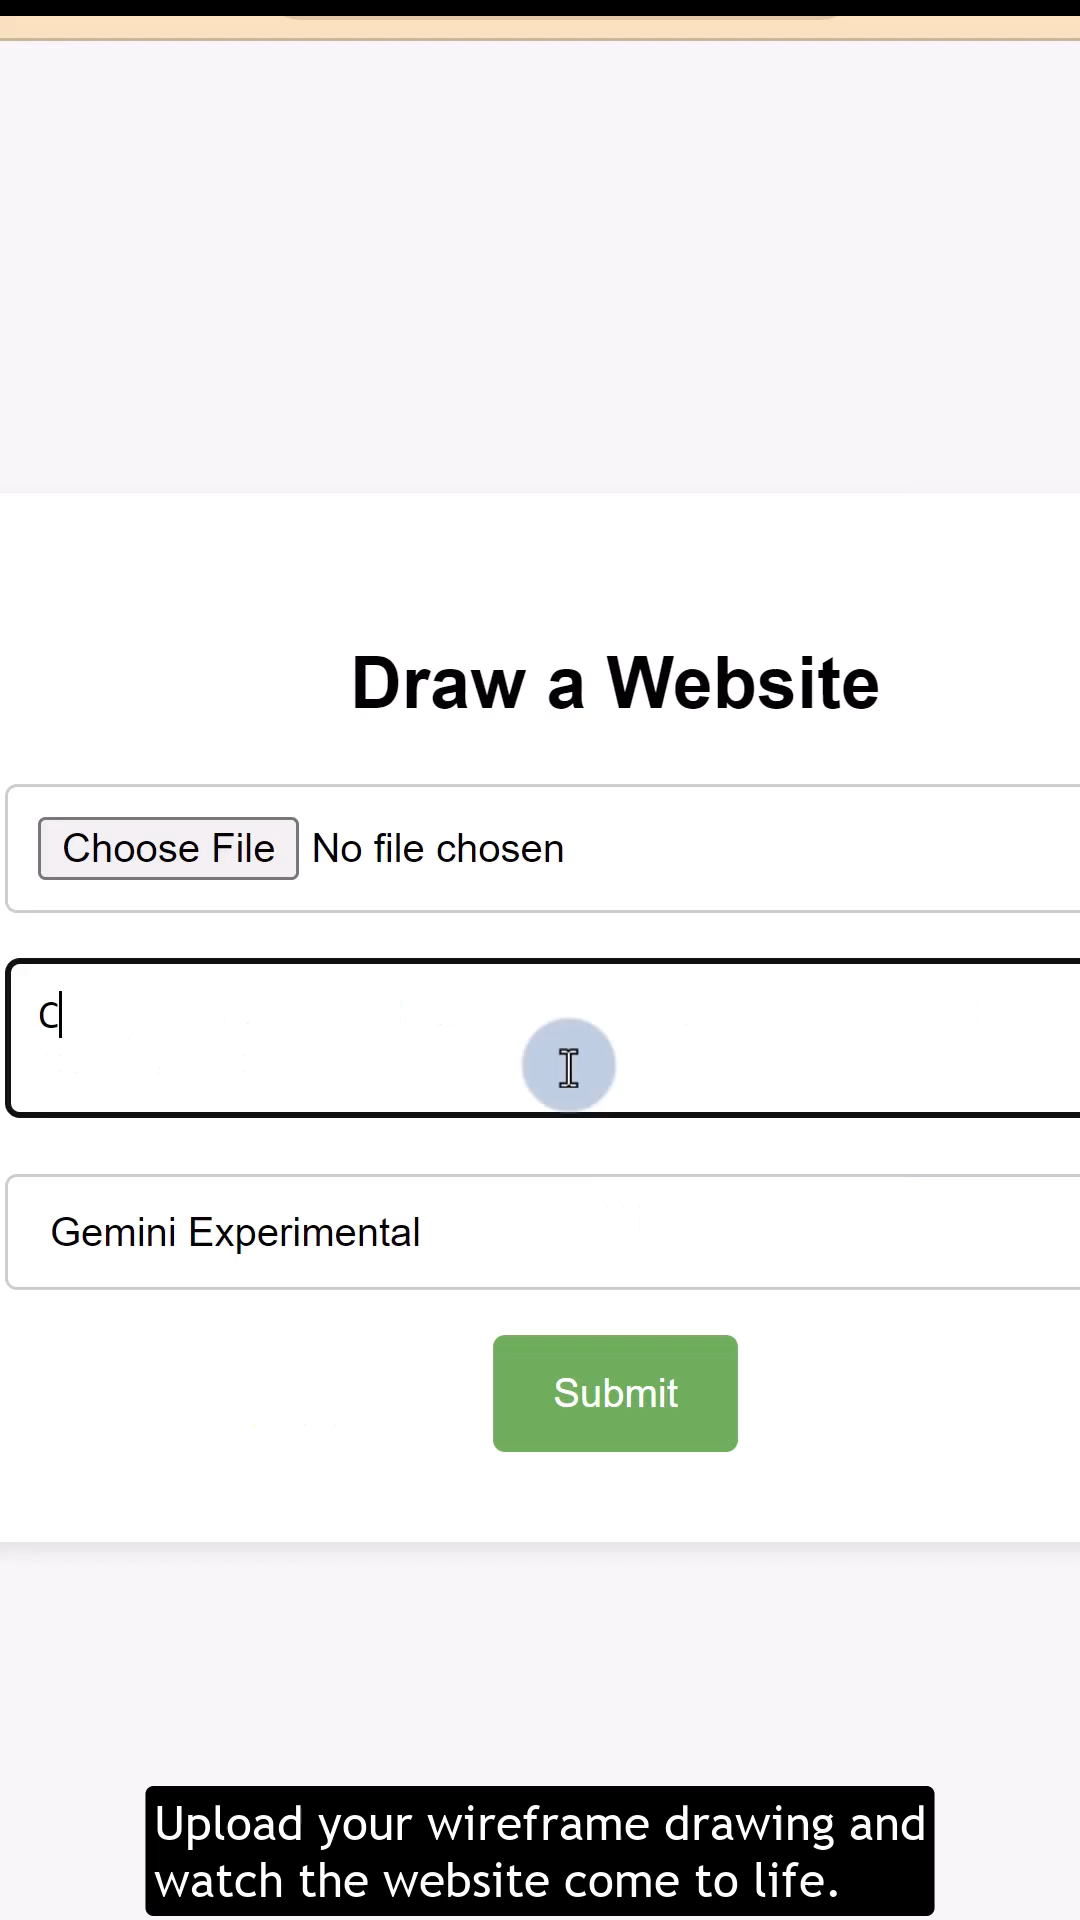 Draw a Website
Choose File No file chosen
C
Gemini Experimental
Submit
Upload your wireframe drawing and
watch the website come to life.